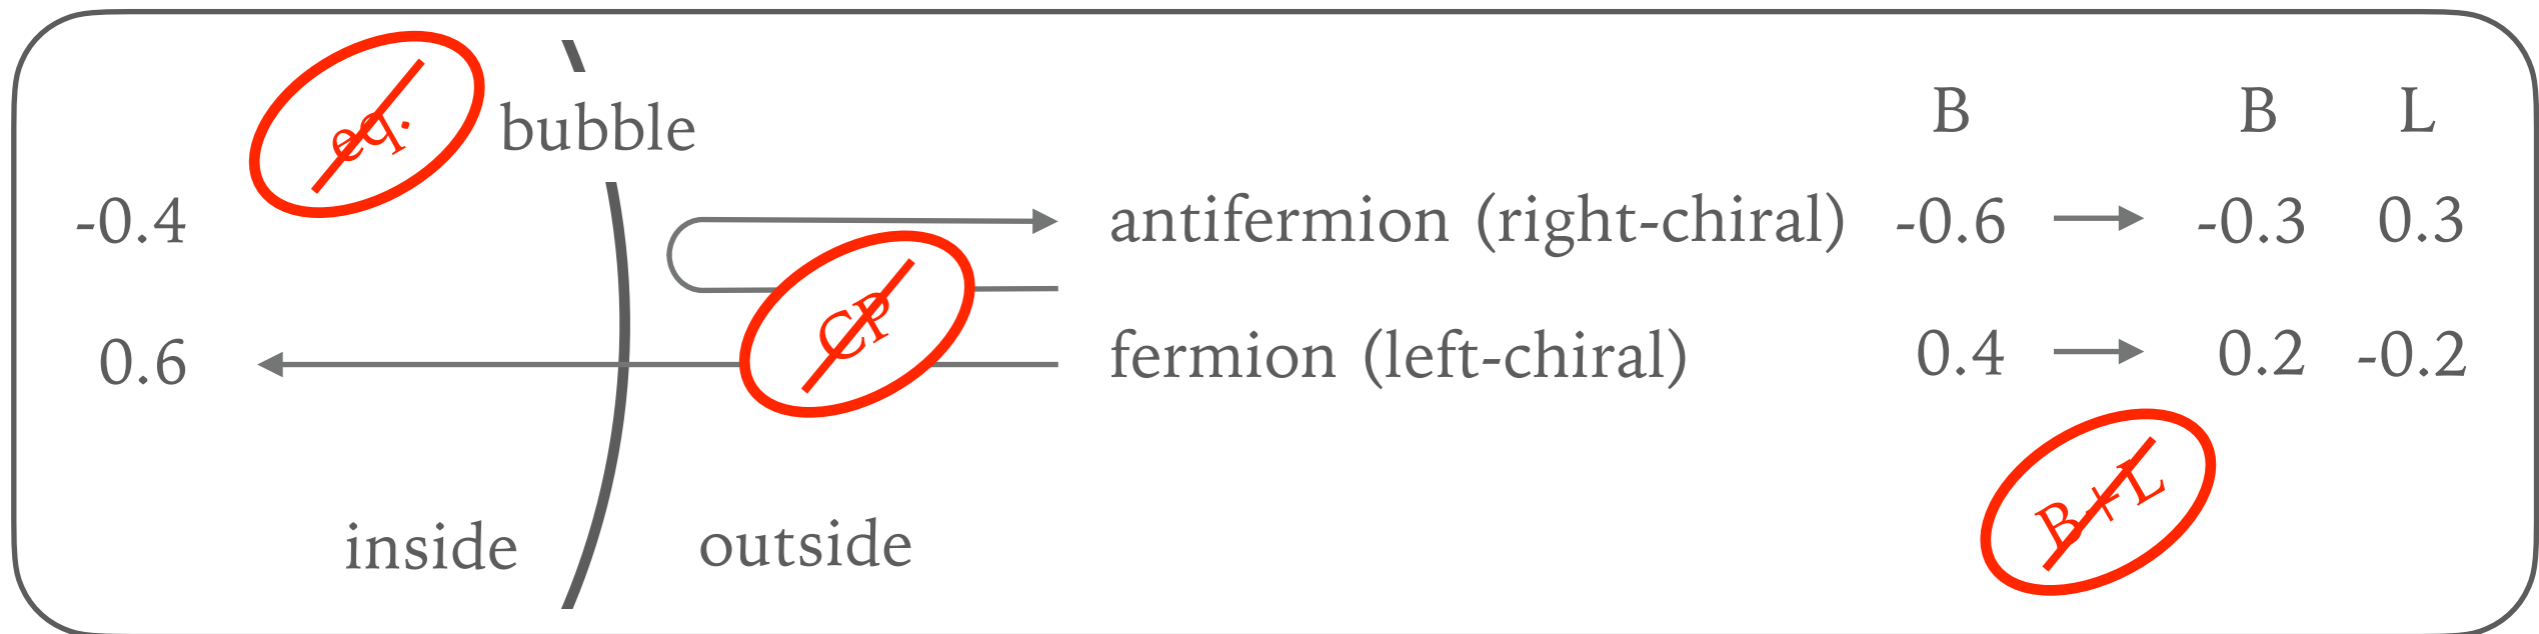 eq.
bubble
B B L
-0.4 antifermion (right-chiral) -0.6 -0.3 0.3
CP
0.6 fermion (left-chiral) 0.4 0.2 -0.2
B+L
inside outside